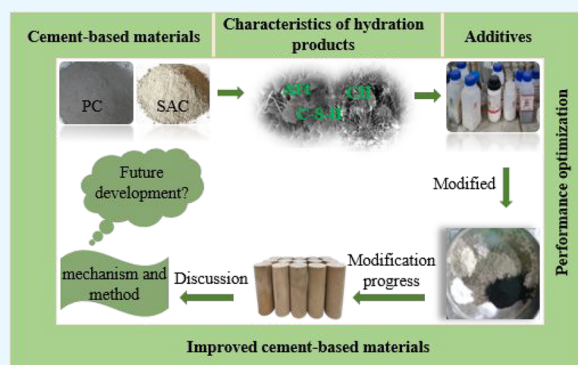 Cement-based materials
Characteristics of hydration
products
Additives
PC
SAC
AFt
CH
C-S-H
Future
development?
Modified
Performance optimization
mechanism and
method
Discussion
Modification
progress
Improved cement-based materials